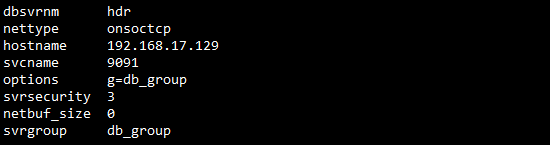 dbsvrnm hdr
nettype onsoctcp
hostname 192.168.17.129
svcname 9091
options g=db_group
svrsecurity 3
netbuf_size 0
svrgroup db_group